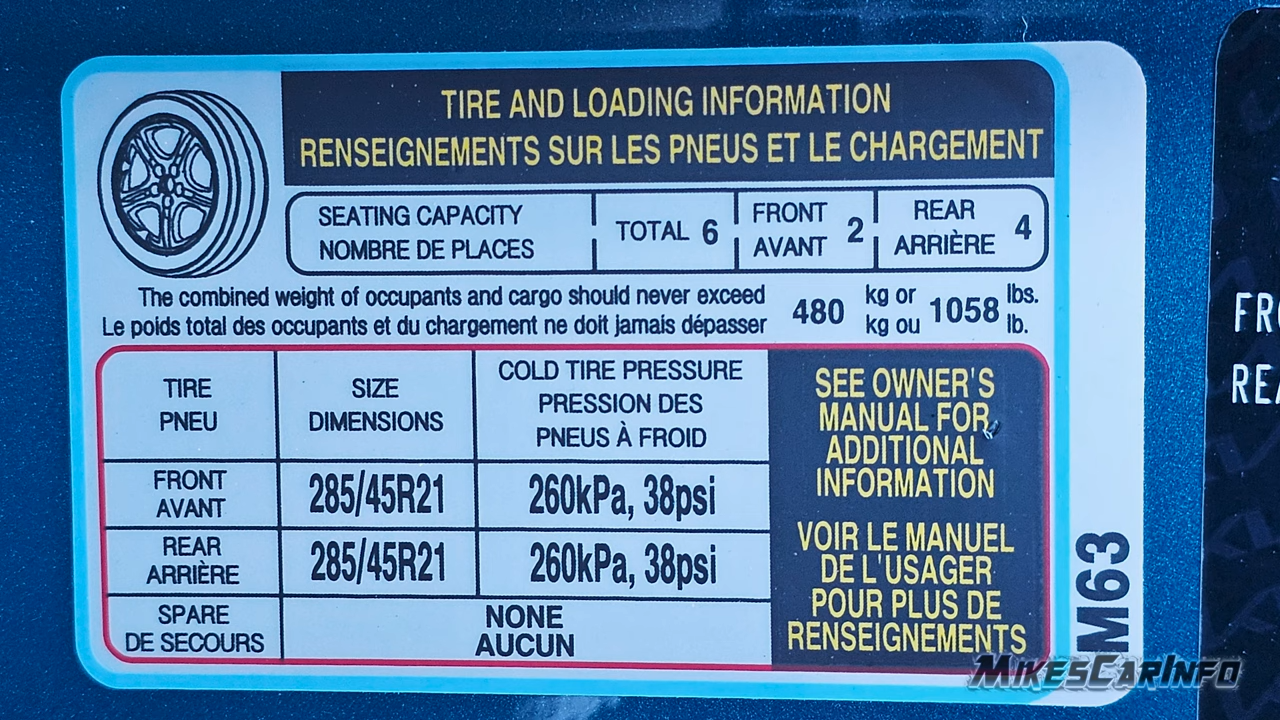 TIRE AND LOADING INFORMATION
RENSEIGNEMENTS SUR LES PNEUS ET LE CHARGEMENT
SEATING CAPACITY
NOMBRE DE PLACES
TOTAL 6
FRONT
AVANT
2
REAR
ARRIÈRE
4
The combined weight of occupants and cargo should never exceed
Le poids total des occupants et du chargement ne doit jamais dépasser
480
kg or
kg ou
1058
lbs.
lb.
TIRE
PNEU
SIZE
DIMENSIONS
COLD TIRE PRESSURE
PRESSION DES
PNEUS À FROID
FRONT
AVANT
285/45R21
260kPa, 38psi
REAR
ARRIÈRE
285/45R21
260kPa, 38psi
SPARE
DE SECOURS
NONE
AUCUN
SEE OWNER'S
MANUAL FOR
ADDITIONAL
INFORMATION
VOIR LE MANUEL
DE L'USAGER
POUR PLUS DE
RENSEIGNEMENTS
M63
MikesCarInfo